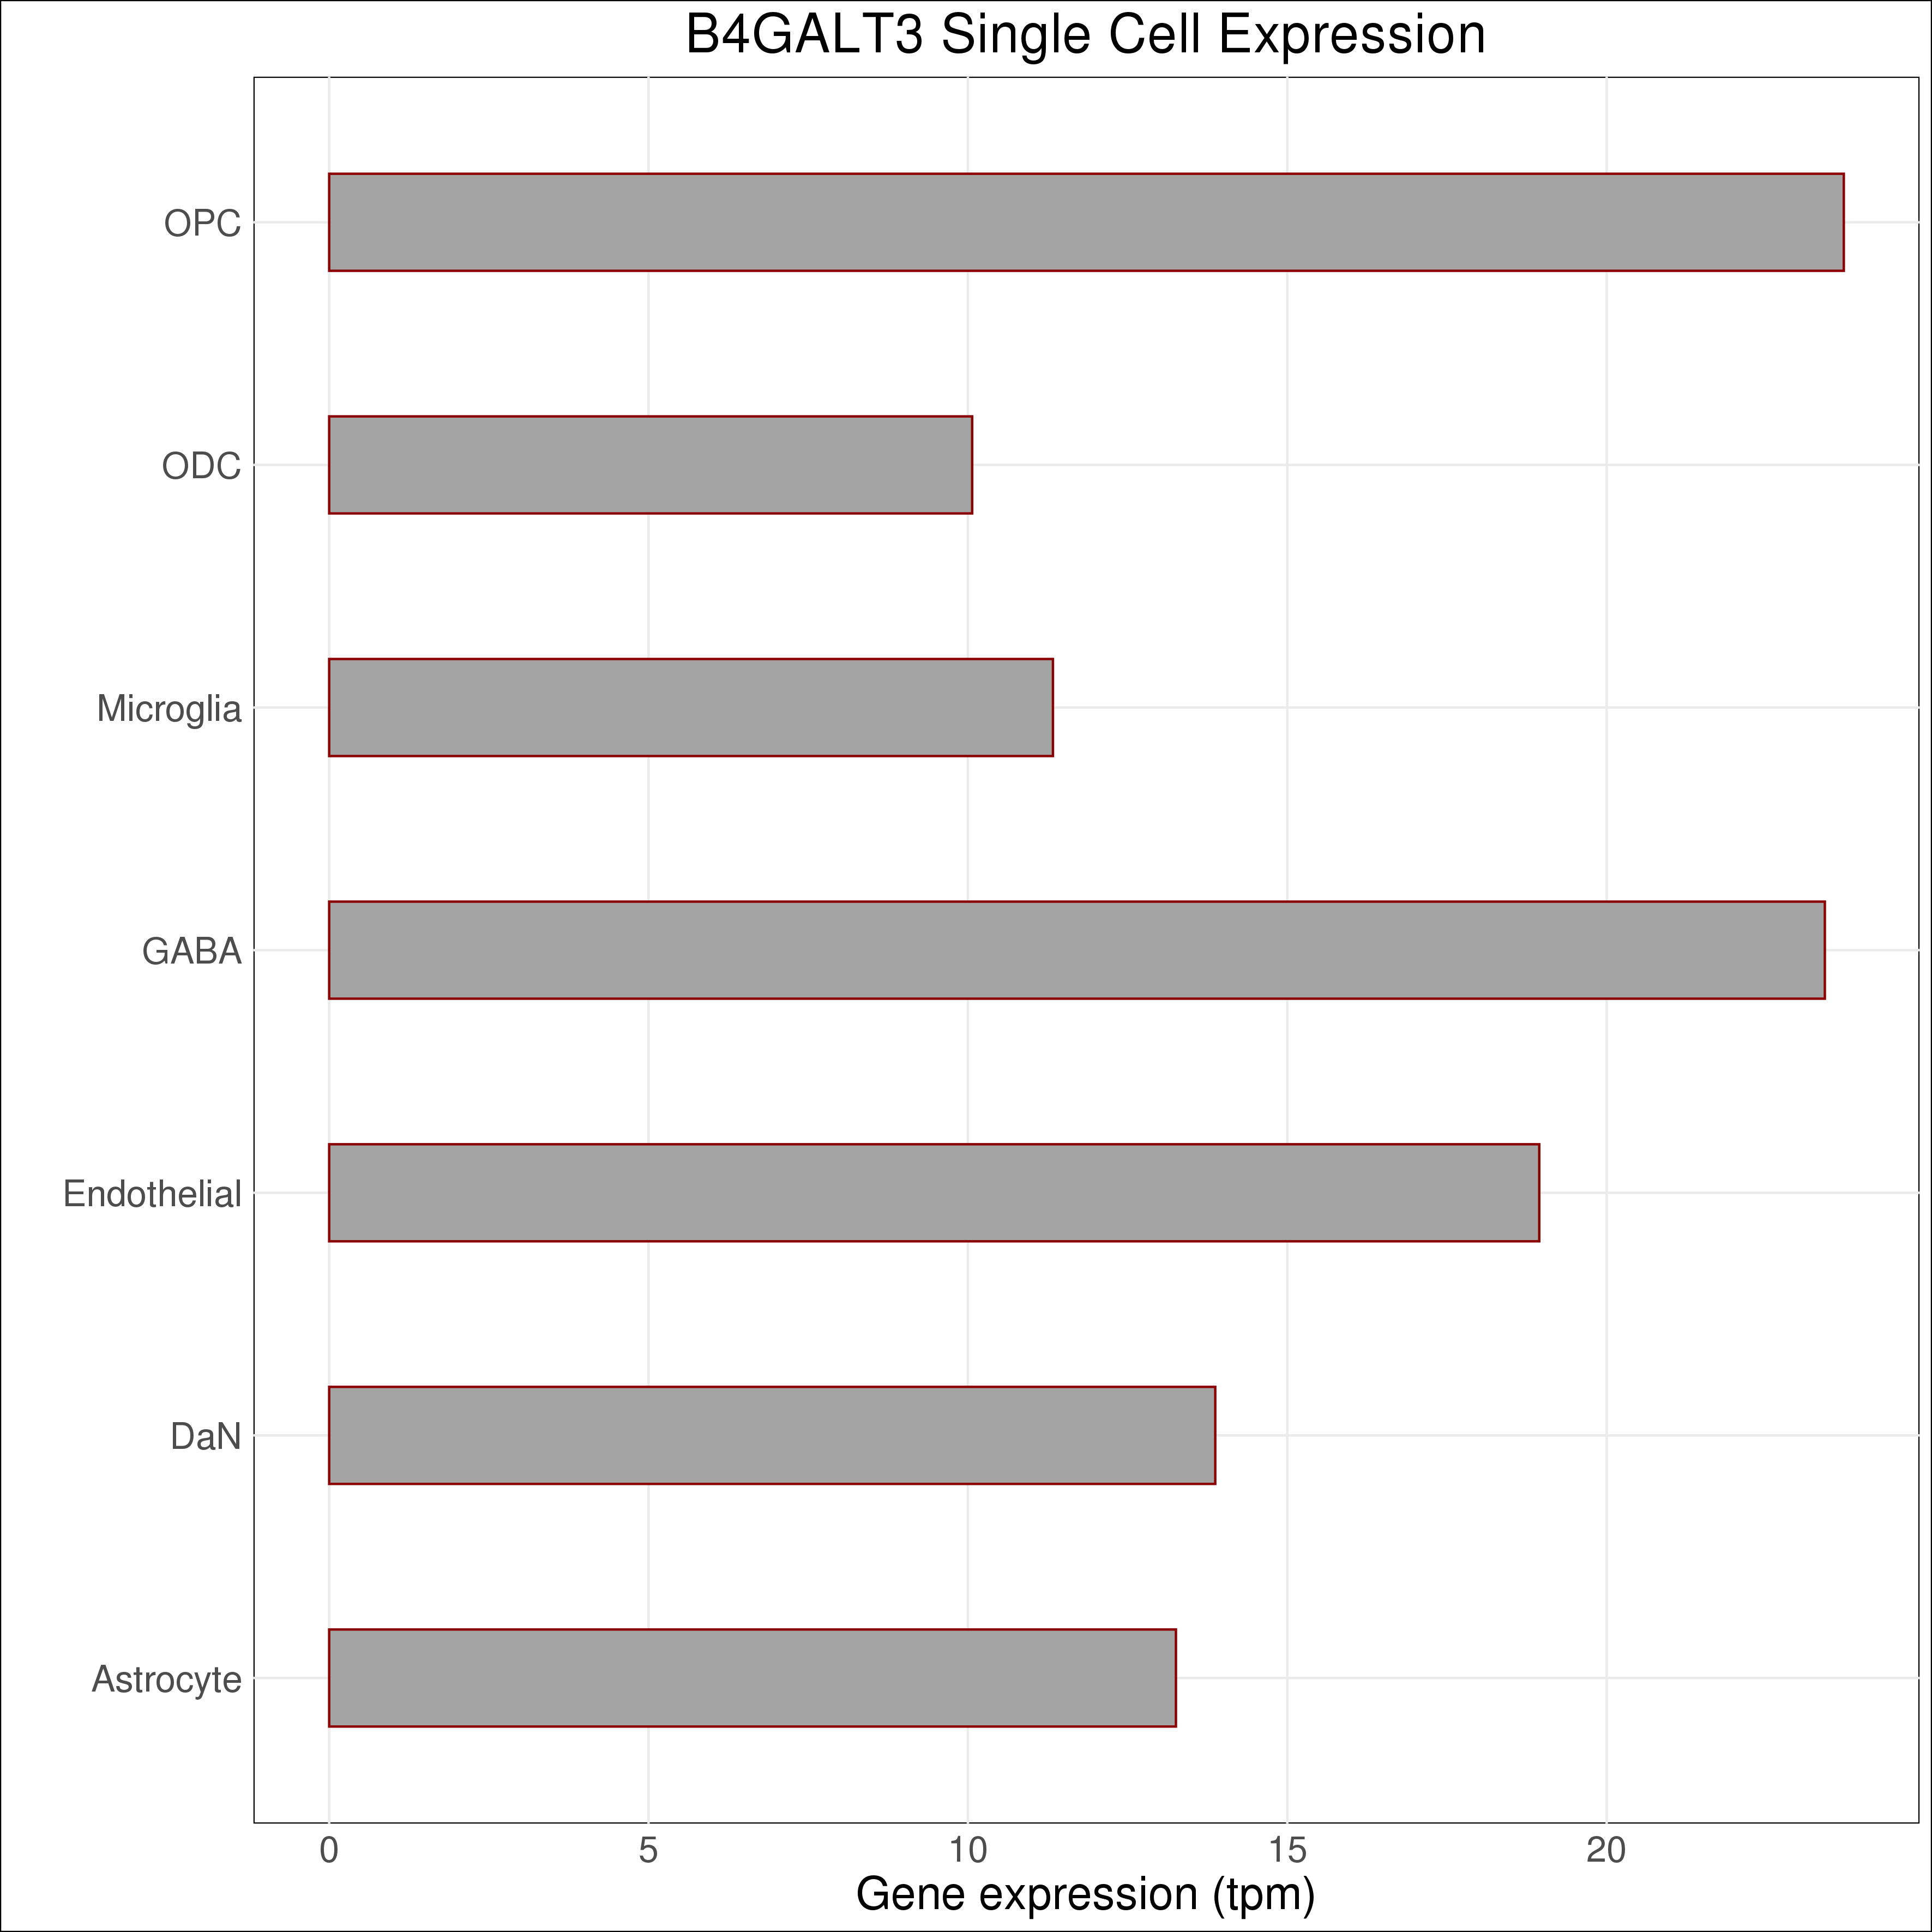 B4GALT3 Single Cell Expression
OPC
ODC
Microglia
GABA
Endothelial
DaN
Astrocyte
0 5 10 15 20
Gene expression (tpm)